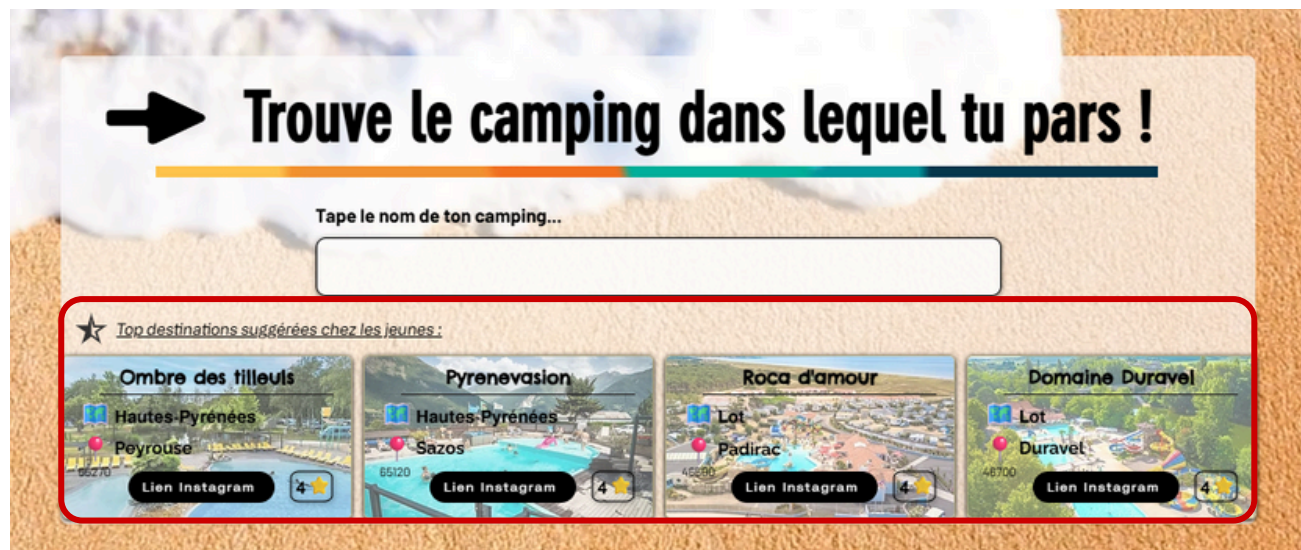 Trouve le camping dans lequel tu pars !
Tape le nom de ton camping...
Top destinations suggérées chez les jeunes :
Ombre des tilleuls
Hautes-Pyrénées
Peyrouse
65270
Lien Instagram
4
Pyrenevasion
Hautes-Pyrénées
Sazos
65120
Lien Instagram
4
Roca d'amour
Lot
Padirac
Lien Instagram
4
Domaine Duravel
Lot
Duravel
46700
Lien Instagram
4